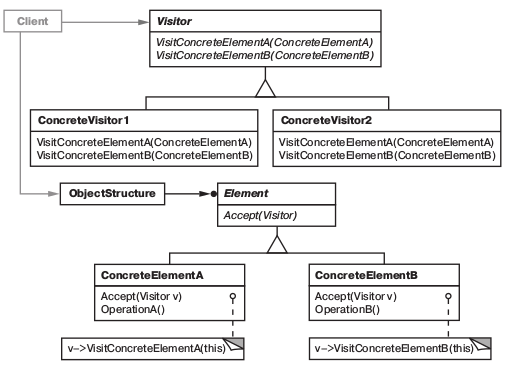 Client
Visitor
VisitConcreteElementA(ConcreteElementA)
VisitConcreteElementB(ConcreteElementB)
ConcreteVisitor1
VisitConcreteElementA(ConcreteElementA)
VisitConcreteElementB(ConcreteElementB)
ConcreteVisitor2
VisitConcreteElementA(ConcreteElementA)
VisitConcreteElementB(ConcreteElementB)
ObjectStructure
Element
Accept(Visitor)
ConcreteElementA
Accept(Visitor v)
OperationA()
ConcreteElementB
Accept(Visitor v)
OperationB()
v->VisitConcreteElementA(this)
v->VisitConcreteElementB(this)